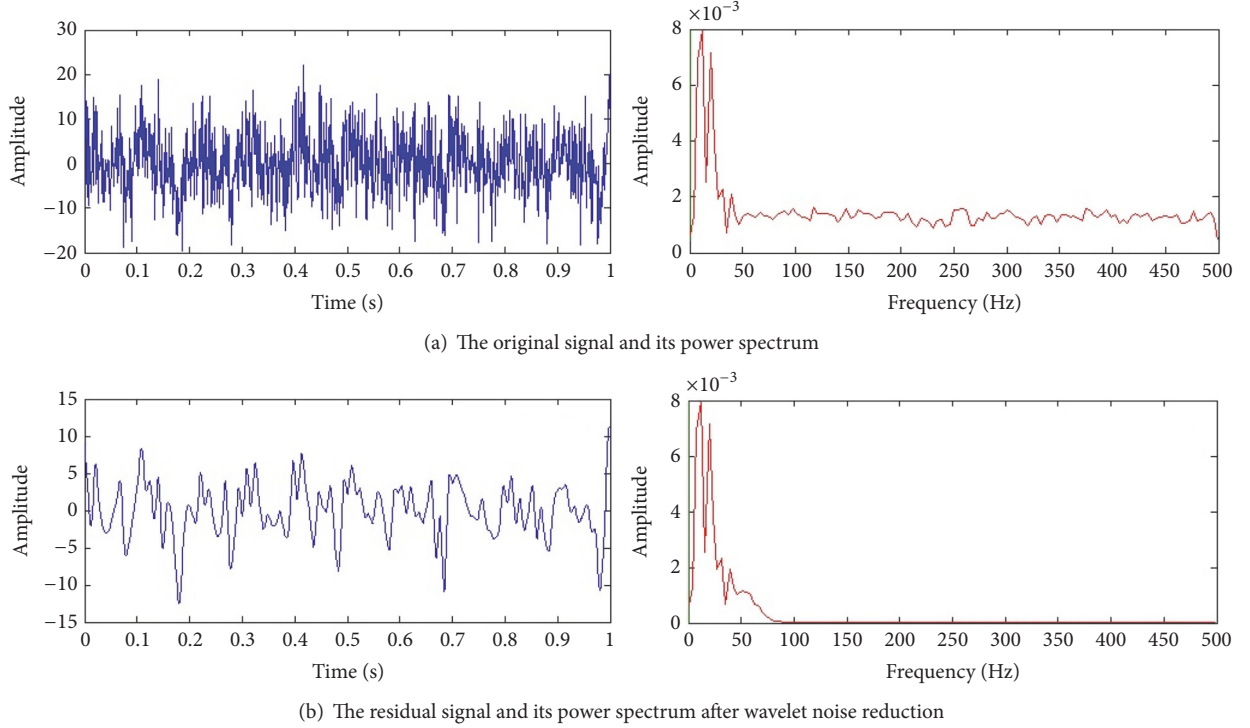 30
20
10
0
−10
−20
Amplitude
0 0.1 0.2 0.3 0.4 0.5 0.6 0.7 0.8 0.9 1
Time (s)
×10−3
8
6
4
2
0
Amplitude
0 50 100 150 200 250 300 350 400 450 500
Frequency (Hz)
(a) The original signal and its power spectrum
15
10
5
0
−5
−10
−15
Amplitude
0 0.1 0.2 0.3 0.4 0.5 0.6 0.7 0.8 0.9 1
Time (s)
×10−3
8
6
4
2
0
Amplitude
0 50 100 150 200 250 300 350 400 450 500
Frequency (Hz)
(b) The residual signal and its power spectrum after wavelet noise reduction